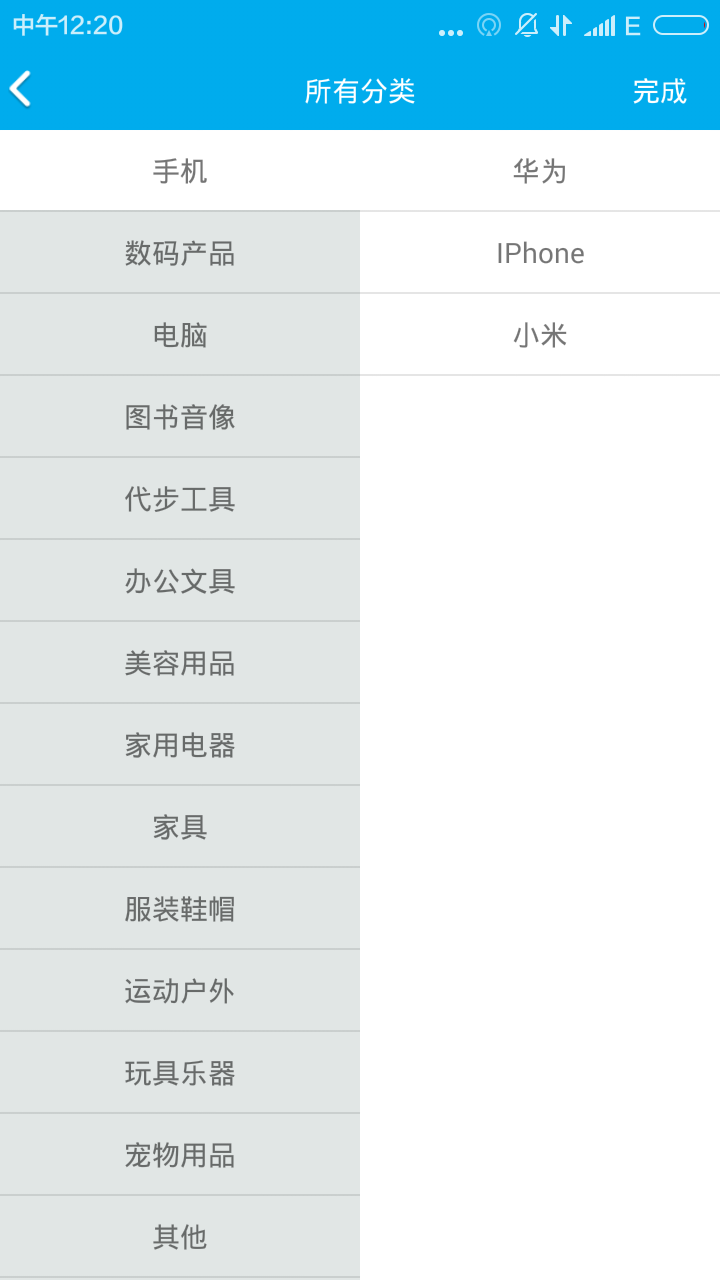 中午12:20
E
所有分类
完成
手机
华为
数码产品
IPhone
电脑
小米
图书音像
代步工具
办公文具
美容用品
家用电器
家具
服装鞋帽
运动户外
玩具乐器
宠物用品
其他